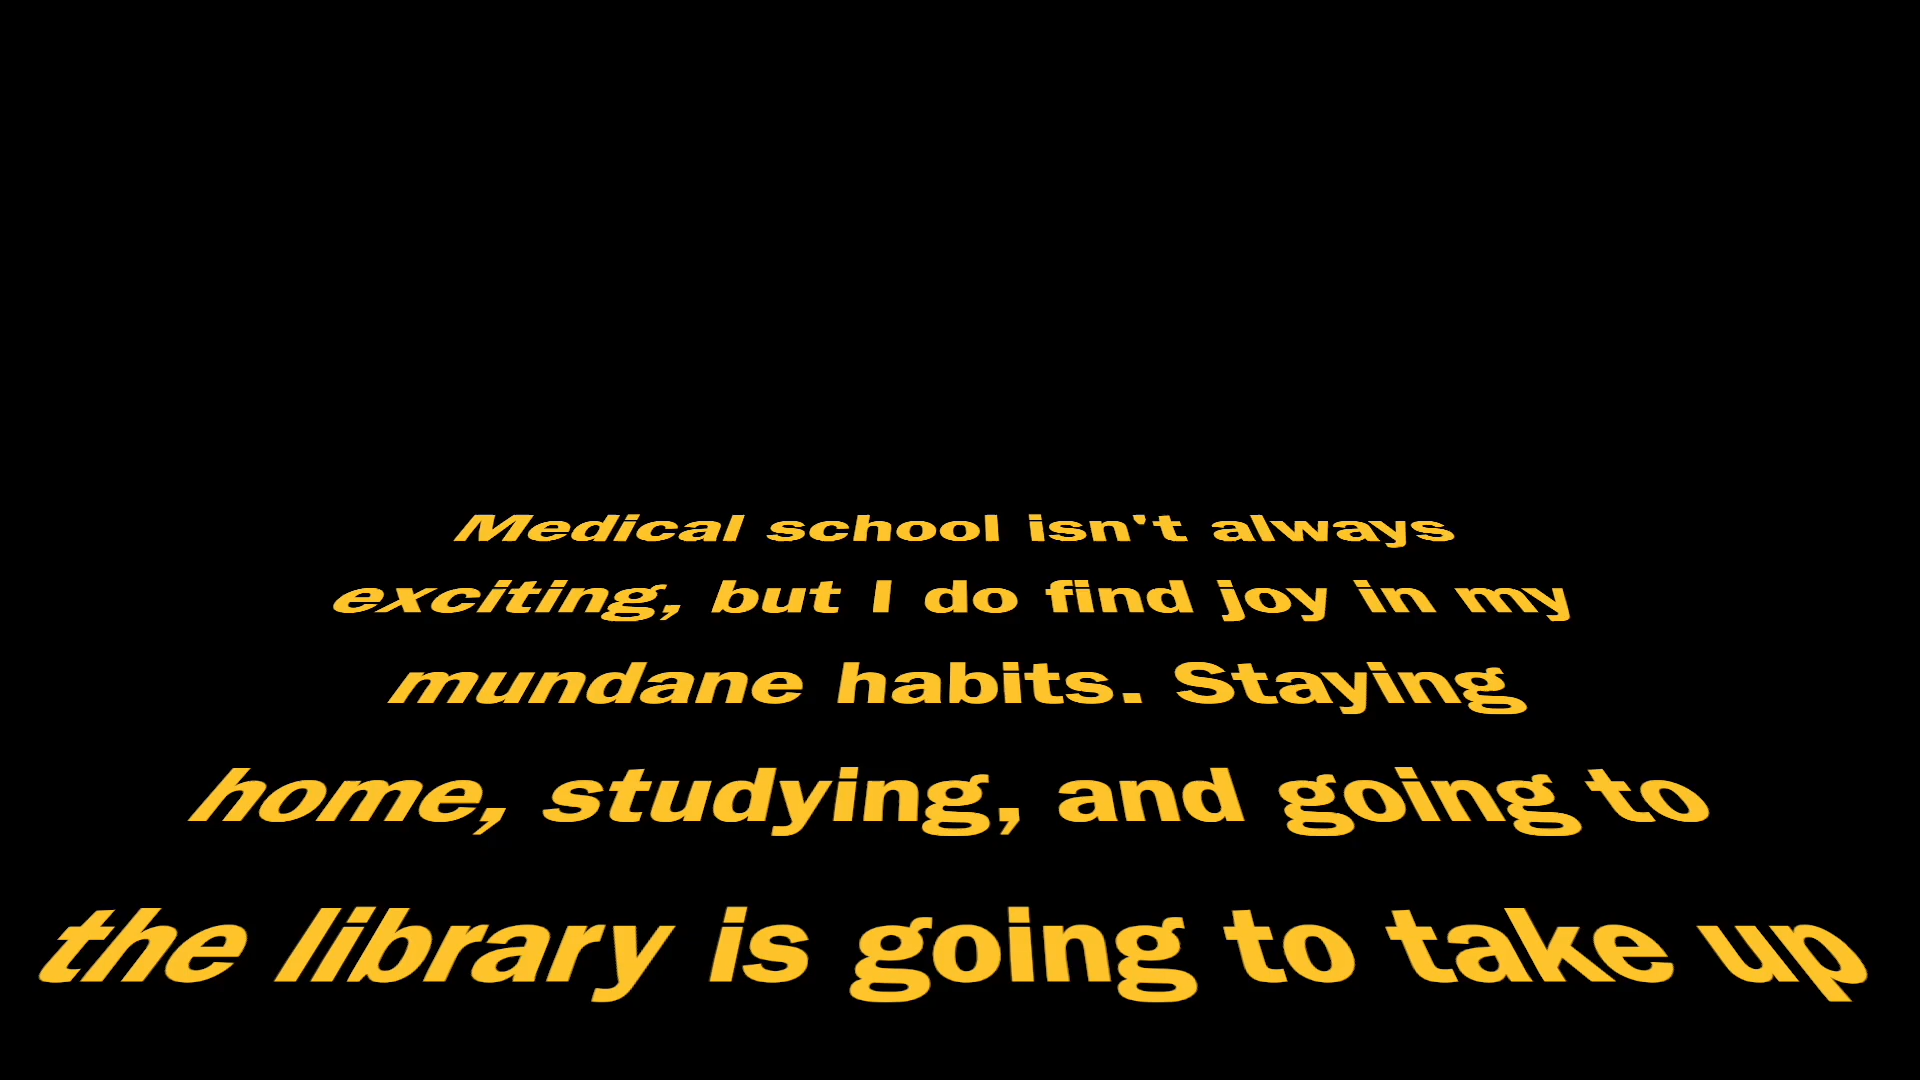 Medical school isn't always
exciting, but I do find joy in my
mundane habits. Staying
home, studying, and going to
the library is going to take up